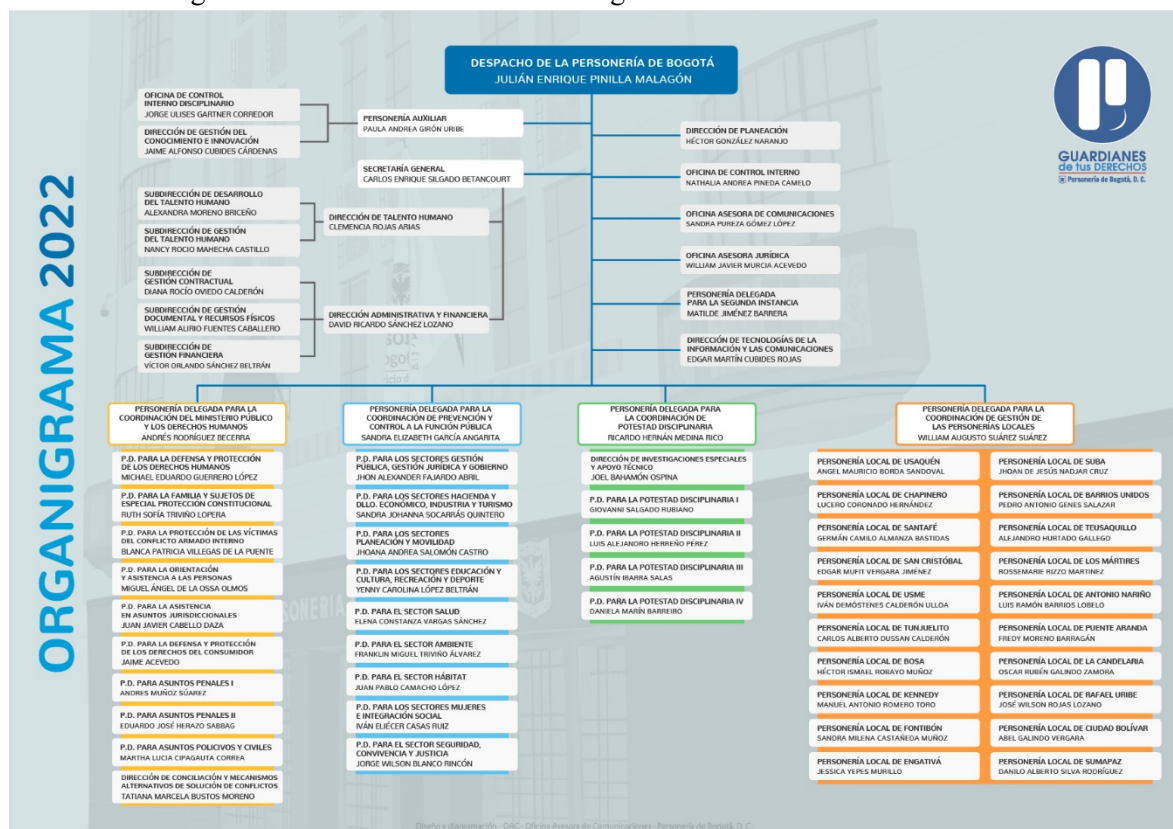 ORGANIGRAMA 2022
DESPACHO DE LA PERSONERÍA DE BOGOTÁ
JULIÁN ENRIQUE PINILLA MALAGÓN
GUARDIANES
de tus DERECHOS
Personería de Bogotá, D. C.
OFICINA DE CONTROL
INTERNO DISCIPLINARIO
JORGE ULISES GARTNER CORREDOR
DIRECCIÓN DE GESTIÓN DEL
CONOCIMIENTO E INNOVACIÓN
JAIME ALFONSO CUBIDES CÁRDENAS
PERSONERÍA AUXILIAR
PAULA ANDREA GIRÓN URIBE
SECRETARÍA GENERAL
CARLOS ENRIQUE SILGADO BETANCOURT
SUBDIRECCIÓN DE DESARROLLO
DEL TALENTO HUMANO
ALEXANDRA MORENO BRICEÑO
SUBDIRECCIÓN DE GESTIÓN
DEL TALENTO HUMANO
NANCY ROCIO MAHECHA CASTILLO
DIRECCIÓN DE TALENTO HUMANO
CLEMENCIA ROJAS ARIAS
SUBDIRECCIÓN DE
GESTIÓN CONTRACTUAL
DIANA ROCÍO OVIEDO CALDERÓN
SUBDIRECCIÓN DE GESTIÓN
DOCUMENTAL Y RECURSOS FÍSICOS
WILLIAM ALIRIO FUENTES CABALLERO
SUBDIRECCIÓN DE
GESTIÓN FINANCIERA
VÍCTOR ORLANDO SÁNCHEZ BELTRÁN
DIRECCIÓN ADMINISTRATIVA Y FINANCIERA
DAVID RICARDO SÁNCHEZ LOZANO
DIRECCIÓN DE PLANEACIÓN
HÉCTOR GONZÁLEZ NARANJO
OFICINA DE CONTROL INTERNO
NATHALIA ANDREA PINEDA CAMELO
OFICINA ASESORA DE COMUNICACIONES
SANDRA PUREZA GÓMEZ LÓPEZ
OFICINA ASESORA JURÍDICA
WILLIAM JAVIER MURCIA ACEVEDO
PERSONERÍA DELEGADA
PARA LA SEGUNDA INSTANCIA
MATILDE JIMÉNEZ BARRERA
DIRECCIÓN DE TECNOLOGÍAS DE LA
INFORMACIÓN Y LAS COMUNICACIONES
EDGAR MARTÍN CUBIDES ROJAS
PERSONERÍA DELEGADA PARA LA
COORDINACIÓN DEL MINISTERIO PÚBLICO
Y LOS DERECHOS HUMANOS
ANDRÉS RODRÍGUEZ BECERRA
P.D. PARA LA DEFENSA Y PROTECCIÓN
DE LOS DERECHOS HUMANOS
MICHAEL EDUARDO GUERRERO LÓPEZ
P.D. PARA LA FAMILIA Y SUJETOS DE
ESPECIAL PROTECCIÓN CONSTITUCIONAL
RUTH SOFÍA TRIVIÑO LOPERA
P.D. PARA LA PROTECCIÓN DE LAS VÍCTIMAS
DEL CONFLICTO ARMADO INTERNO
BLANCA PATRICIA VILLEGAS DE LA PUENTE
P.D. PARA LA ORIENTACIÓN
Y ASISTENCIA A LAS PERSONAS
MIGUEL ÁNGEL DE LA OSSA OLMOS
P.D. PARA LA ASISTENCIA
EN ASUNTOS JURISDICCIONALES
JUAN JAVIER CABELLO DAZA
P.D. PARA LA DEFENSA Y PROTECCIÓN
DE LOS DERECHOS DEL CONSUMIDOR
JAIME ACEVEDO
P.D. PARA ASUNTOS PENALES I
ANDRES MUÑOZ SÚAREZ
P.D. PARA ASUNTOS PENALES II
EDUARDO JOSÉ HERAZO SABBAG
P.D. PARA ASUNTOS POLICIVOS Y CIVILES
MARTHA LUCIA CIPAGAUTA CORREA
DIRECCIÓN DE CONCILIACIÓN Y MECANISMOS
ALTERNATIVOS DE SOLUCIÓN DE CONFLICTOS
TATIANA MARCELA BUSTOS MORENO
PERSONERÍA DELEGADA PARA LA
COORDINACIÓN DE PREVENCIÓN Y
CONTROL A LA FUNCIÓN PÚBLICA
SANDRA ELIZABETH GARCÍA ANGARITA
P.D. PARA LOS SECTORES GESTIÓN
PÚBLICA, GESTIÓN JURÍDICA Y GOBIERNO
JHON ALEXANDER FAJARDO ABRIL
P.D. PARA LOS SECTORES HACIENDA Y
DLLO. ECONÓMICO, INDUSTRIA Y TURISMO
SANDRA JOHANNA SOCARRÁS QUINTERO
P.D. PARA LOS SECTORES
PLANEACIÓN Y MOVILIDAD
JHOANA ANDREA SALOMÓN CASTRO
P.D. PARA LOS SECTORES EDUCACIÓN Y
CULTURA, RECREACIÓN Y DEPORTE
YENNY CAROLINA LÓPEZ BELTRÁN
P.D. PARA EL SECTOR SALUD
ELENA CONSTANZA VARGAS SÁNCHEZ
P.D. PARA EL SECTOR AMBIENTE
FRANKLIN MIGUEL TRIVIÑO ÁLVAREZ
P.D. PARA EL SECTOR HÁBITAT
JUAN PABLO CAMACHO LÓPEZ
P.D. PARA LOS SECTORES MUJERES
E INTEGRACIÓN SOCIAL
IVÁN ELIÉCER CASAS RUIZ
P.D. PARA EL SECTOR SEGURIDAD,
CONVIVENCIA Y JUSTICIA
JORGE WILSON BLANCO RINCÓN
PERSONERÍA DELEGADA PARA
LA COORDINACIÓN DE
POTESTAD DISCIPLINARIA
RICARDO HERNÁN MEDINA RICO
DIRECCIÓN DE INVESTIGACIONES ESPECIALES
Y APOYO TÉCNICO
JOEL BAHAMÓN OSPINA
P.D. PARA LA POTESTAD DISCIPLINARIA I
GIOVANNI SALGADO RUBIANO
P.D. PARA LA POTESTAD DISCIPLINARIA II
LUIS ALEJANDRO HERREÑO PÉREZ
P.D. PARA LA POTESTAD DISCIPLINARIA III
AGUSTÍN IBARRA SALAS
P.D. PARA LA POTESTAD DISCIPLINARIA IV
DANIELA MARÍN BARREIRO
PERSONERÍA DELEGADA PARA LA
COORDINACIÓN DE GESTIÓN DE
LAS PERSONERÍAS LOCALES
WILLIAM AUGUSTO SUÁREZ SUÁREZ
PERSONERÍA LOCAL DE USAQUÉN
ANGEL MAURICIO BORDA SANDOVAL
PERSONERÍA LOCAL DE CHAPINERO
LUCERO CORONADO HERNÁNDEZ
PERSONERÍA LOCAL DE SANTAFÉ
GERMÁN CAMILO ALMANZA BASTIDAS
PERSONERÍA LOCAL DE SAN CRISTÓBAL
EDGAR MUFIT VERGARA JIMÉNEZ
PERSONERÍA LOCAL DE USME
IVÁN DEMÓSTENES CALDERÓN ULLOA
PERSONERÍA LOCAL DE TUNJUELITO
CARLOS ALBERTO DUSSAN CALDERÓN
PERSONERÍA LOCAL DE BOSA
HÉCTOR ISMAEL ROBAYO MUÑOZ
PERSONERÍA LOCAL DE KENNEDY
MANUEL ANTONIO ROMERO TORO
PERSONERÍA LOCAL DE FONTIBÓN
SANDRA MILENA CASTAÑEDA MUÑOZ
PERSONERÍA LOCAL DE ENGATIVÁ
JESSICA YEPES MURILLO
PERSONERÍA LOCAL DE SUBA
JHOAN DE JESÚS NADJAR CRUZ
PERSONERÍA LOCAL DE BARRIOS UNIDOS
PEDRO ANTONIO GENES SALAZAR
PERSONERÍA LOCAL DE TEUSAQUILLO
ALEJANDRO HURTADO GALLEGO
PERSONERÍA LOCAL DE LOS MÁRTIRES
ROSSEMARIE RIZZO MARTINEZ
PERSONERÍA LOCAL DE ANTONIO NARIÑO
LUIS RAMÓN BARRIOS LOBELO
PERSONERÍA LOCAL DE PUENTE ARANDA
FREDY MORENO BARRAGÁN
PERSONERÍA LOCAL DE LA CANDELARIA
OSCAR RUBÉN GALINDO ZAMORA
PERSONERÍA LOCAL DE RAFAEL URIBE
JOSÉ WILSON ROJAS LOZANO
PERSONERÍA LOCAL DE CIUDAD BOLÍVAR
ABEL GALINDO VERGARA
PERSONERÍA LOCAL DE SUMAPAZ
DANILO ALBERTO SILVA RODRÍGUEZ
Diseño y diagramación - ORC- Oficina Asesora de Comunicaciones - Personería de Bogotá, D. C.